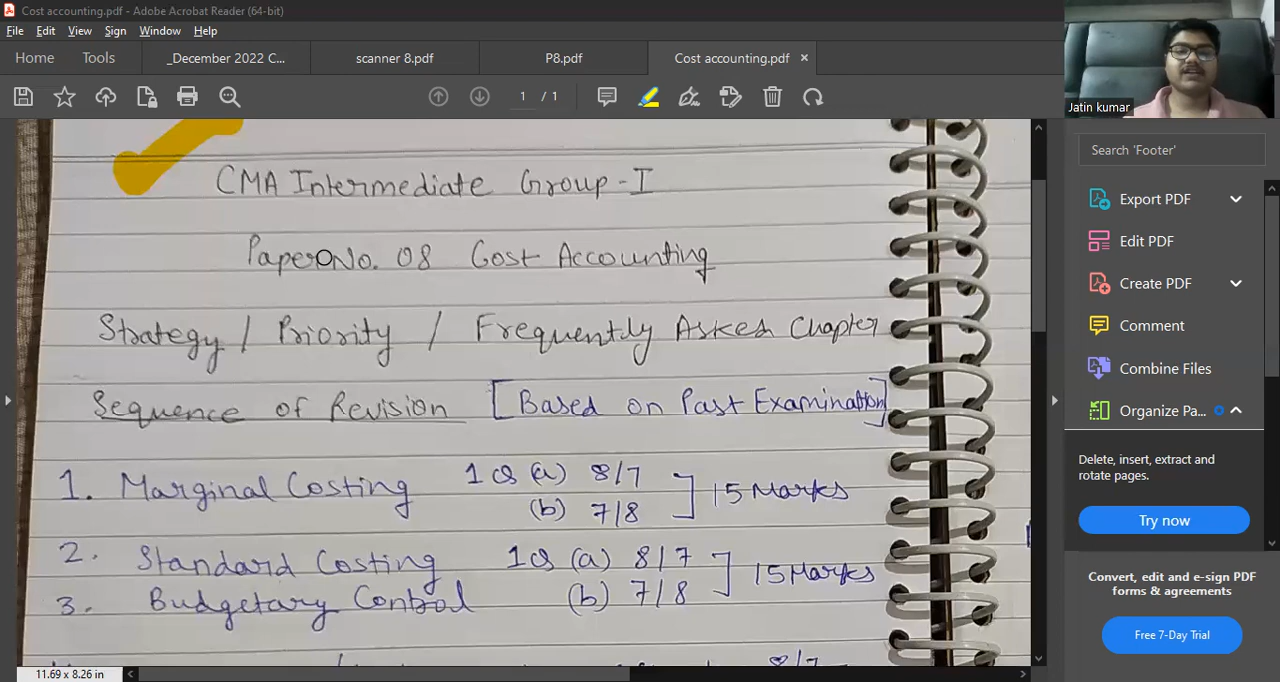 Cost accounting.pdf - Adobe Acrobat Reader (64-bit)
File Edit View Sign Window Help
Home Tools _December 2022 C... scanner 8.pdf P8.pdf Cost accounting.pdf ×
1 / 1
Jatin kumar
CMA Intermediate Group-I
Paper No. 08 Cost Accounting
Strategy / Priority / Frequently Asked Chapter
Sequence of Revision [Based on Past Examination]
1. Marginal Costing 1Q (a) 8/7
(b) 7/8 ] 15 Marks
2. Standard Costing 1Q (a) 8/7
3. Budgetary Control (b) 7/8 ] 15 Marks
8/7
11.69 x 8.26 in
Search 'Footer'
Export PDF
Edit PDF
Create PDF
Comment
Combine Files
Organize Pa...
Delete, insert, extract and
rotate pages.
Try now
Convert, edit and e-sign PDF
forms & agreements
Free 7-Day Trial